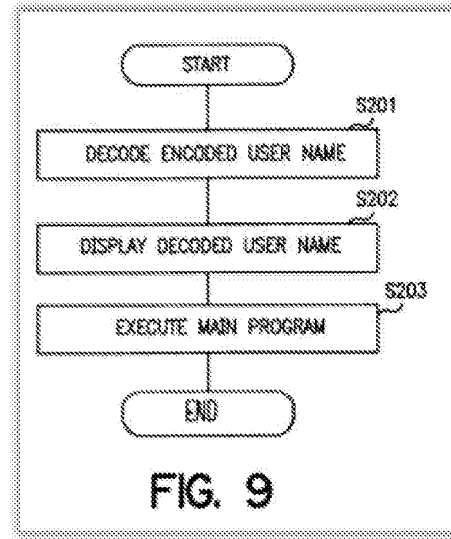 START
S201
DECODE ENCODED USER NAME
S202
DISPLAY DECODED USER NAME
S203
EXECUTE MAIN PROGRAM
END
FIG. 9